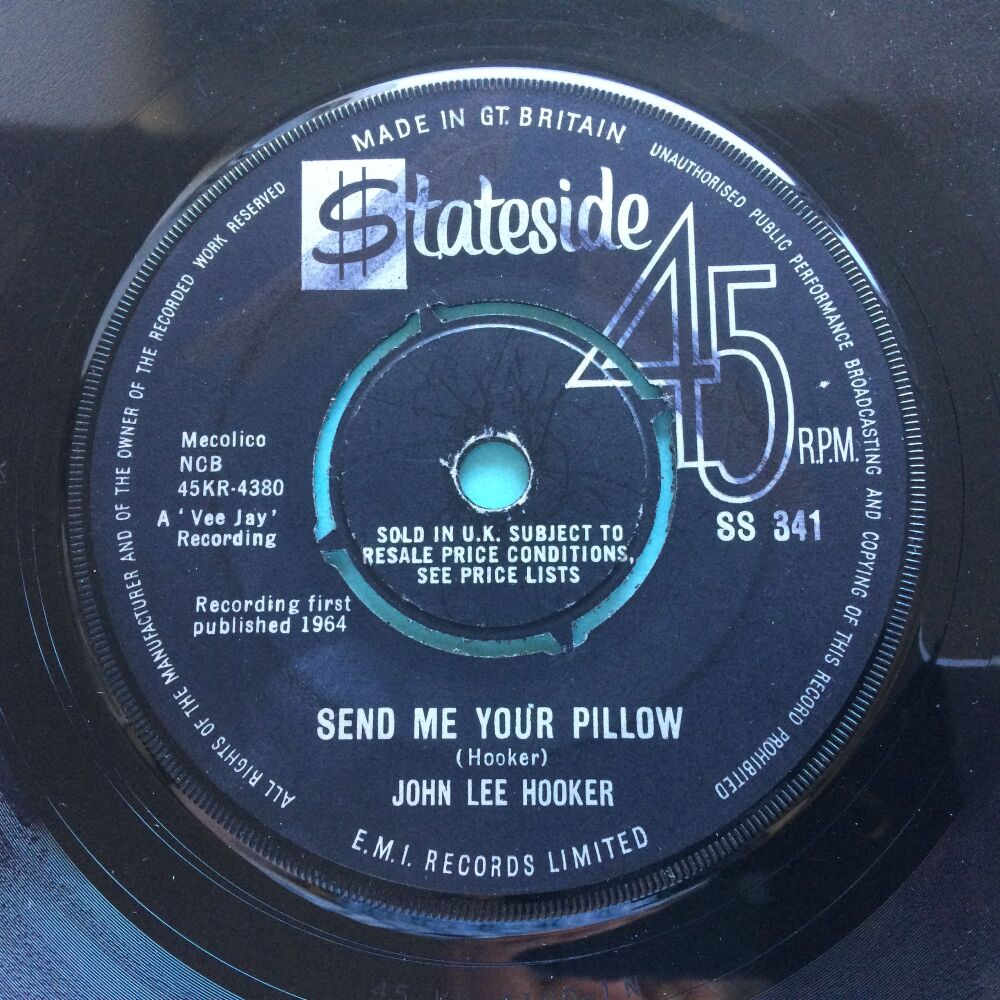 MADE IN GT. BRITAIN
$tateside
45
R.P.M.
UNAUTHORISED PUBLIC PERFORMANCE BROADCASTING AND COPYING OF THIS RECORD PROHIBITED
ALL RIGHTS OF THE MANUFACTURER AND OF THE OWNER OF THE RECORDED WORK RESERVED
Mecolico
NCB
45KR-4380
A 'Vee Jay'
Recording
SS 341
SOLD IN U.K. SUBJECT TO
RESALE PRICE CONDITIONS,
SEE PRICE LISTS
Recording first
published 1964
SEND ME YOUR PILLOW
(Hooker)
JOHN LEE HOOKER
E.M.I. RECORDS LIMITED